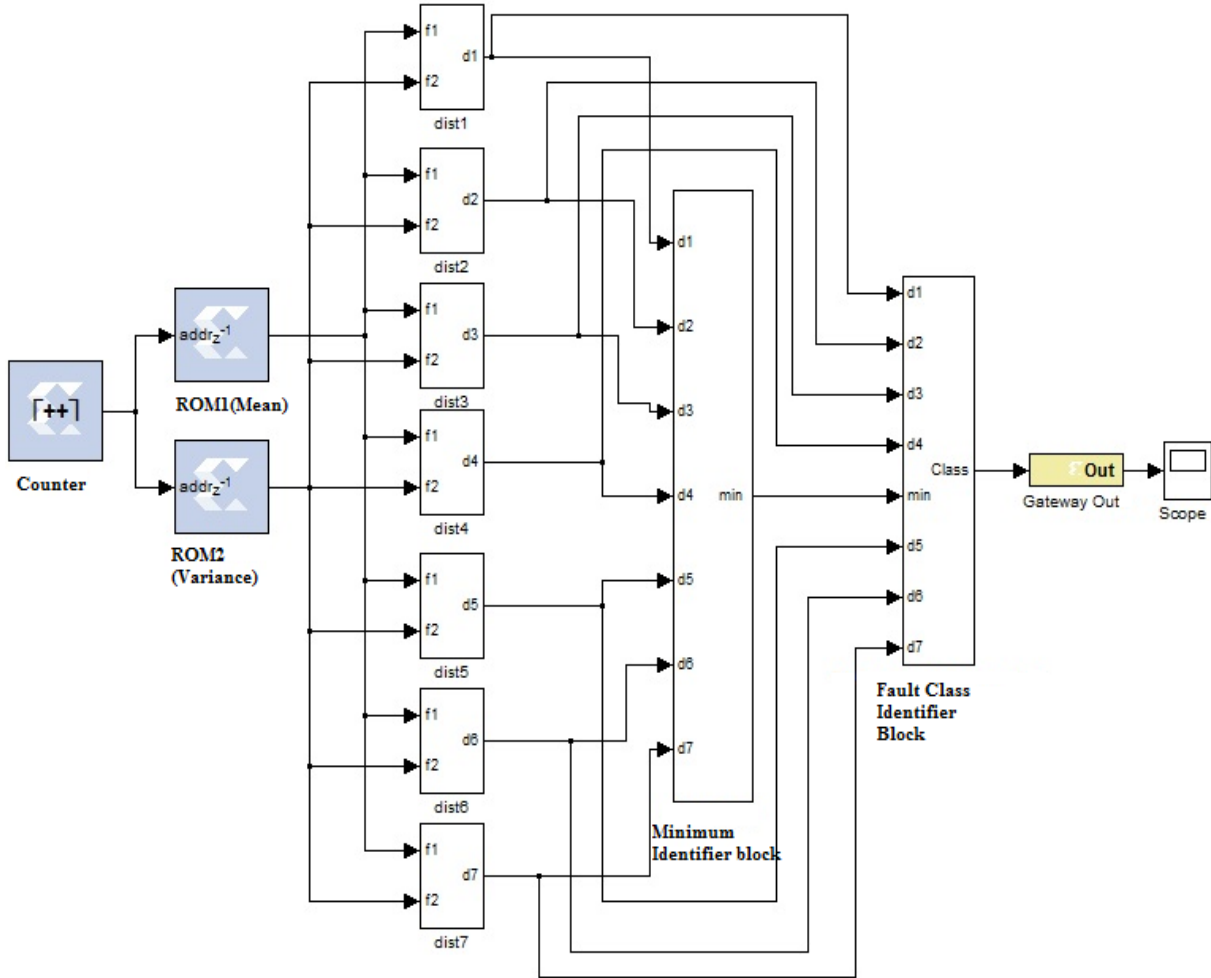 ⌈++⌉
Counter
addr z⁻¹
ROM1(Mean)
addr z⁻¹
ROM2
(Variance)
f1
f2
d1
dist1
f1
f2
d2
dist2
f1
f2
d3
dist3
f1
f2
d4
dist4
f1
f2
d5
dist5
f1
f2
d6
dist6
f1
f2
d7
dist7
d1
d2
d3
d4
d5
d6
d7
min
Minimum
Identifier block
d1
d2
d3
d4
min
d5
d6
d7
Class
Fault Class
Identifier
Block
Out
Gateway Out
Scope